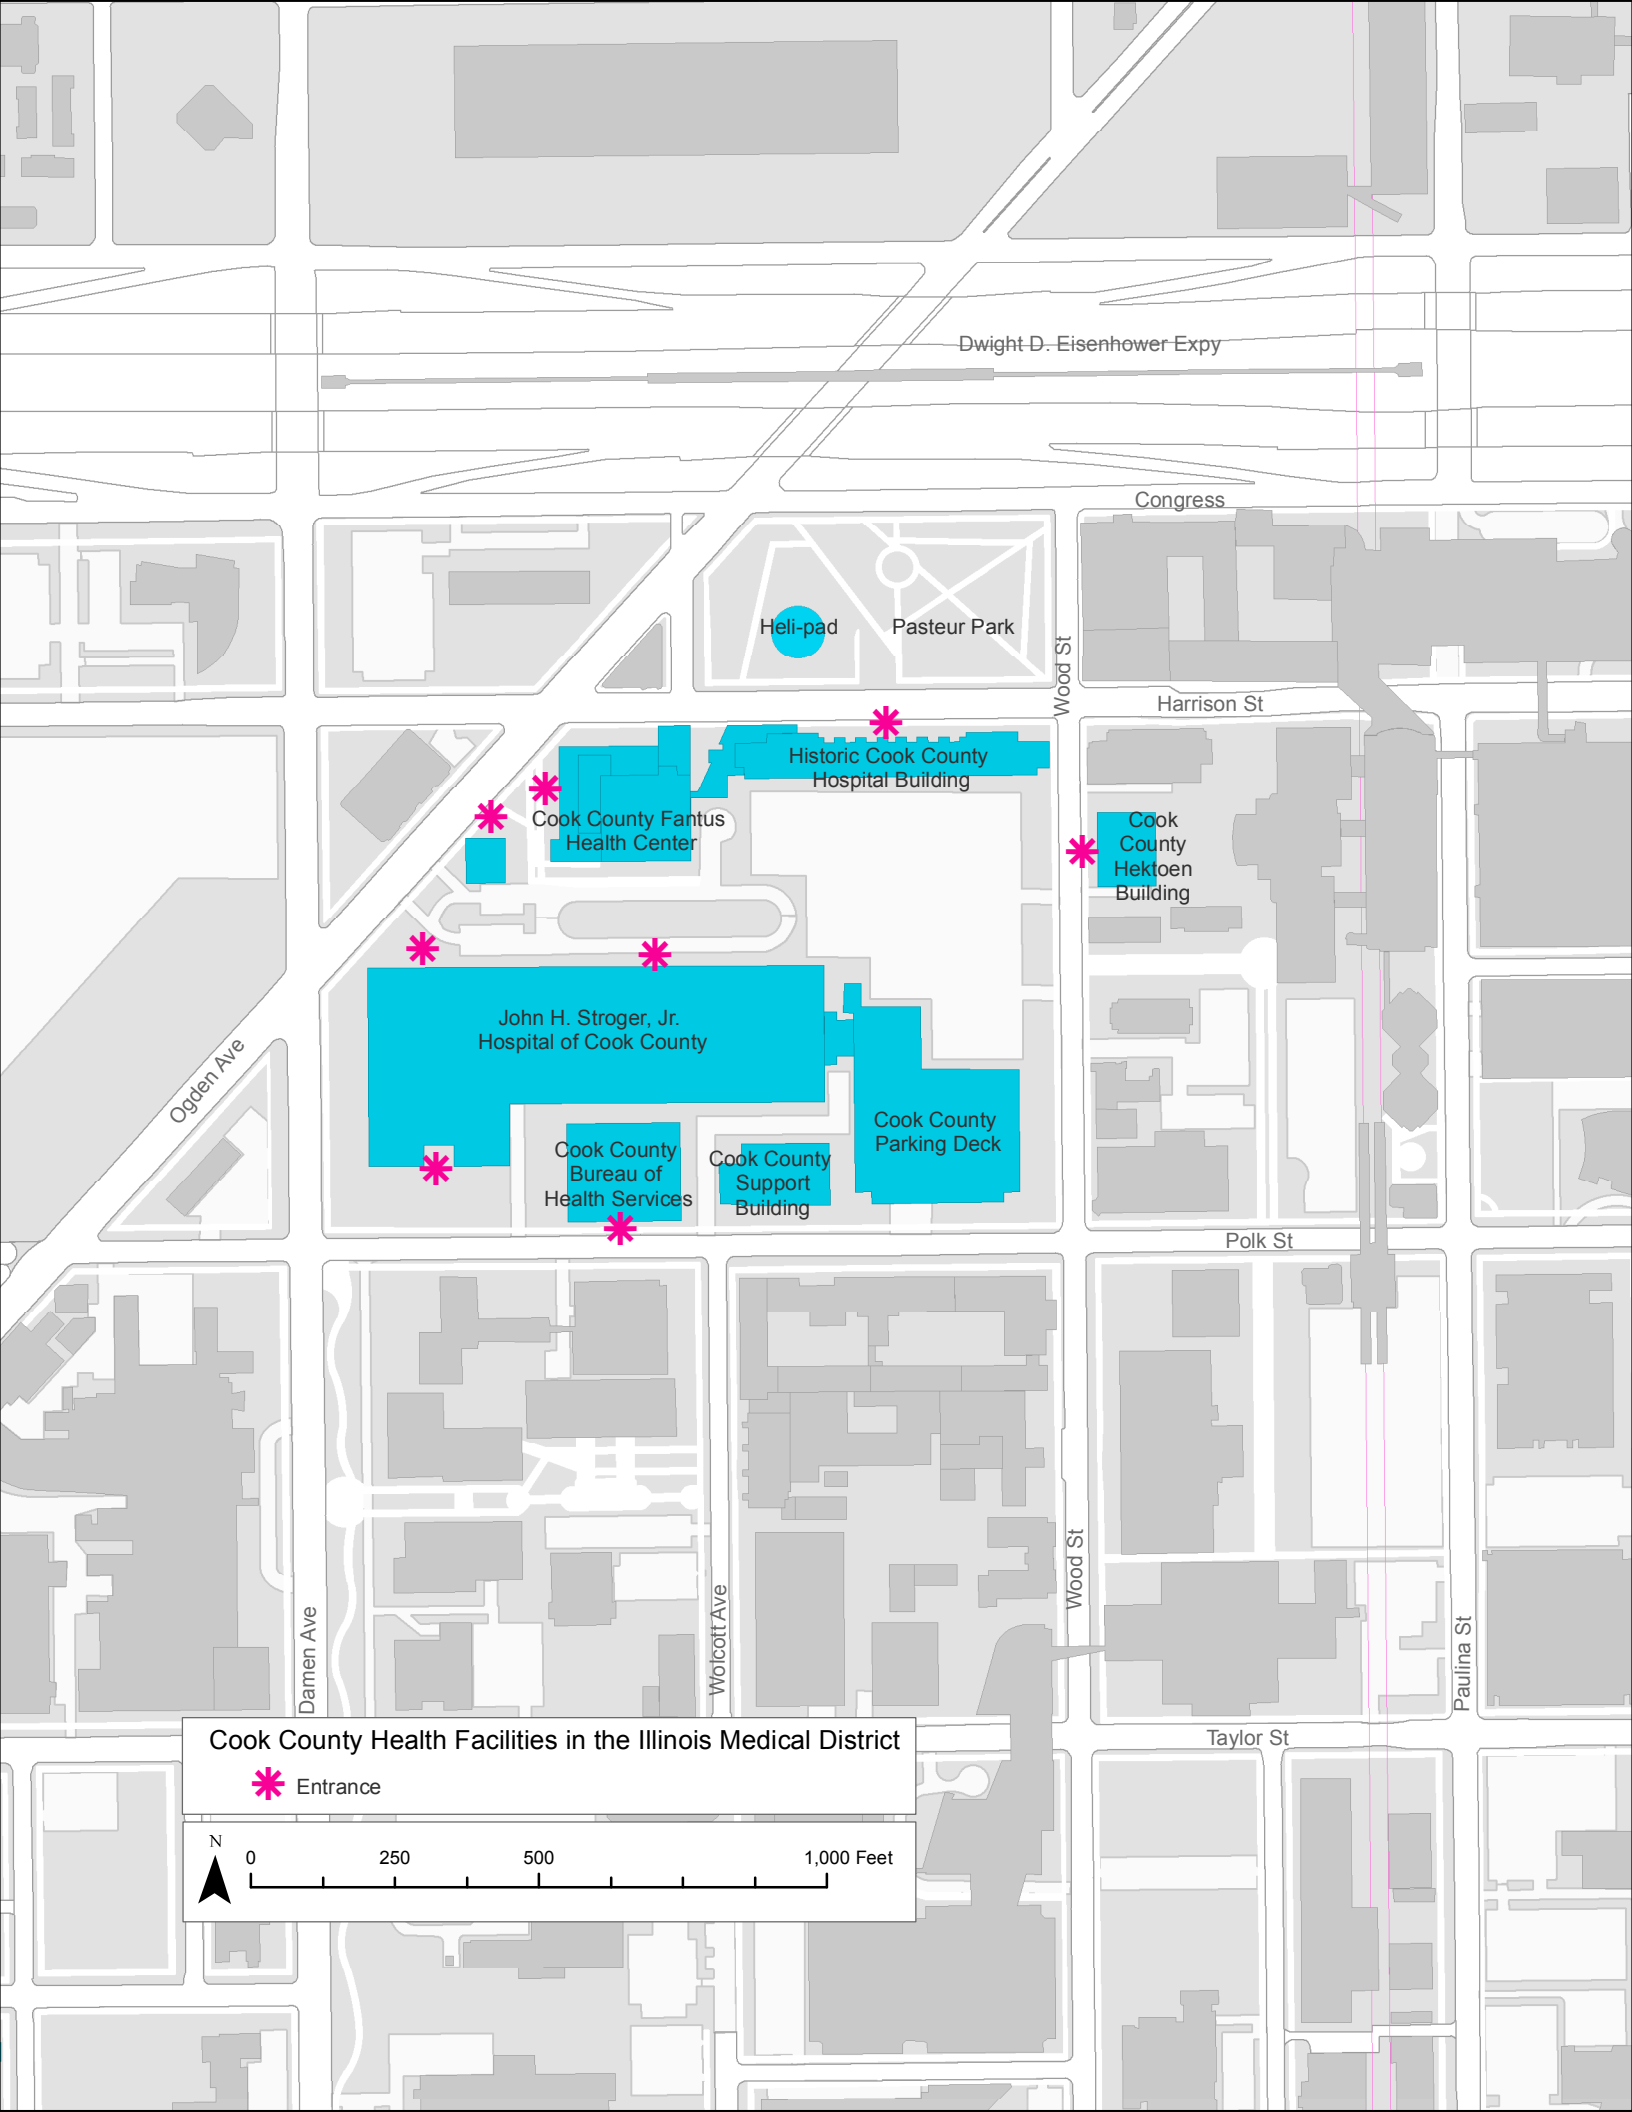 Dwight D. Eisenhower Expy
Congress
Heli-pad
Pasteur Park
Wood St
Harrison St
Historic Cook County
Hospital Building
Cook County Fantus
Health Center
Cook
County
Hektoen
Building
John H. Stroger, Jr.
Hospital of Cook County
Ogden Ave
Cook County
Parking Deck
Cook County
Bureau of
Health Services
Cook County
Support
Building
Polk St
Wood St
Damen Ave
Wolcott Ave
Paulina St
Taylor St
Cook County Health Facilities in the Illinois Medical District
Entrance
N
0 250 500 1,000 Feet